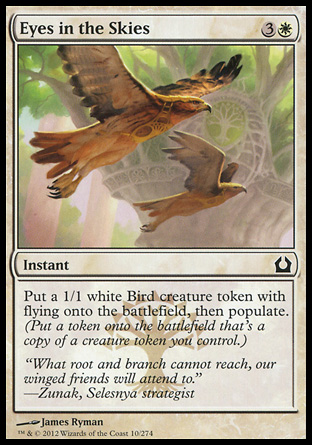 Eyes in the Skies 3
Instant
Put a 1/1 white Bird creature token with
flying onto the battlefield, then populate.
(Put a token onto the battlefield that's a
copy of a creature token you control.)
"What root and branch cannot reach, our
winged friends will attend to."
—Zunak, Selesnya strategist
James Ryman
™ & © 2012 Wizards of the Coast 10/274